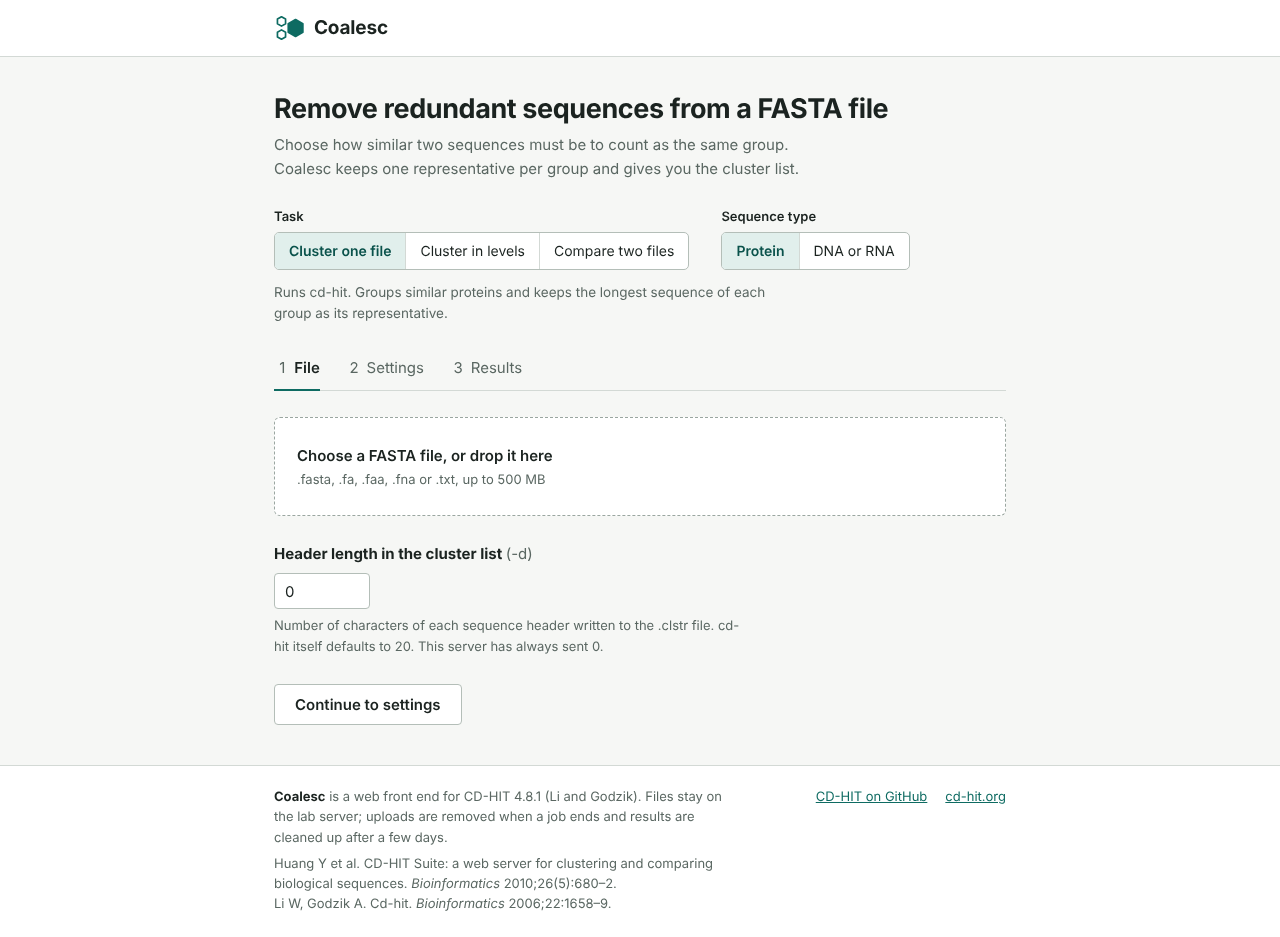 Coalesc
Remove redundant sequences from a FASTA file
Choose how similar two sequences must be to count as the same group.
Coalesc keeps one representative per group and gives you the cluster list.
Task
Sequence type
Cluster one file Cluster in levels Compare two files
Protein DNA or RNA
Runs cd-hit. Groups similar proteins and keeps the longest sequence of each
group as its representative.
1 File 2 Settings 3 Results
Choose a FASTA file, or drop it here
.fasta, .fa, .faa, .fna or .txt, up to 500 MB
Header length in the cluster list (-d)
0
Number of characters of each sequence header written to the .clstr file. cd-
hit itself defaults to 20. This server has always sent 0.
Continue to settings
Coalesc is a web front end for CD-HIT 4.8.1 (Li and Godzik). Files stay on
the lab server; uploads are removed when a job ends and results are
cleaned up after a few days.
CD-HIT on GitHub cd-hit.org
Huang Y et al. CD-HIT Suite: a web server for clustering and comparing
biological sequences. Bioinformatics 2010;26(5):680–2.
Li W, Godzik A. Cd-hit. Bioinformatics 2006;22:1658–9.